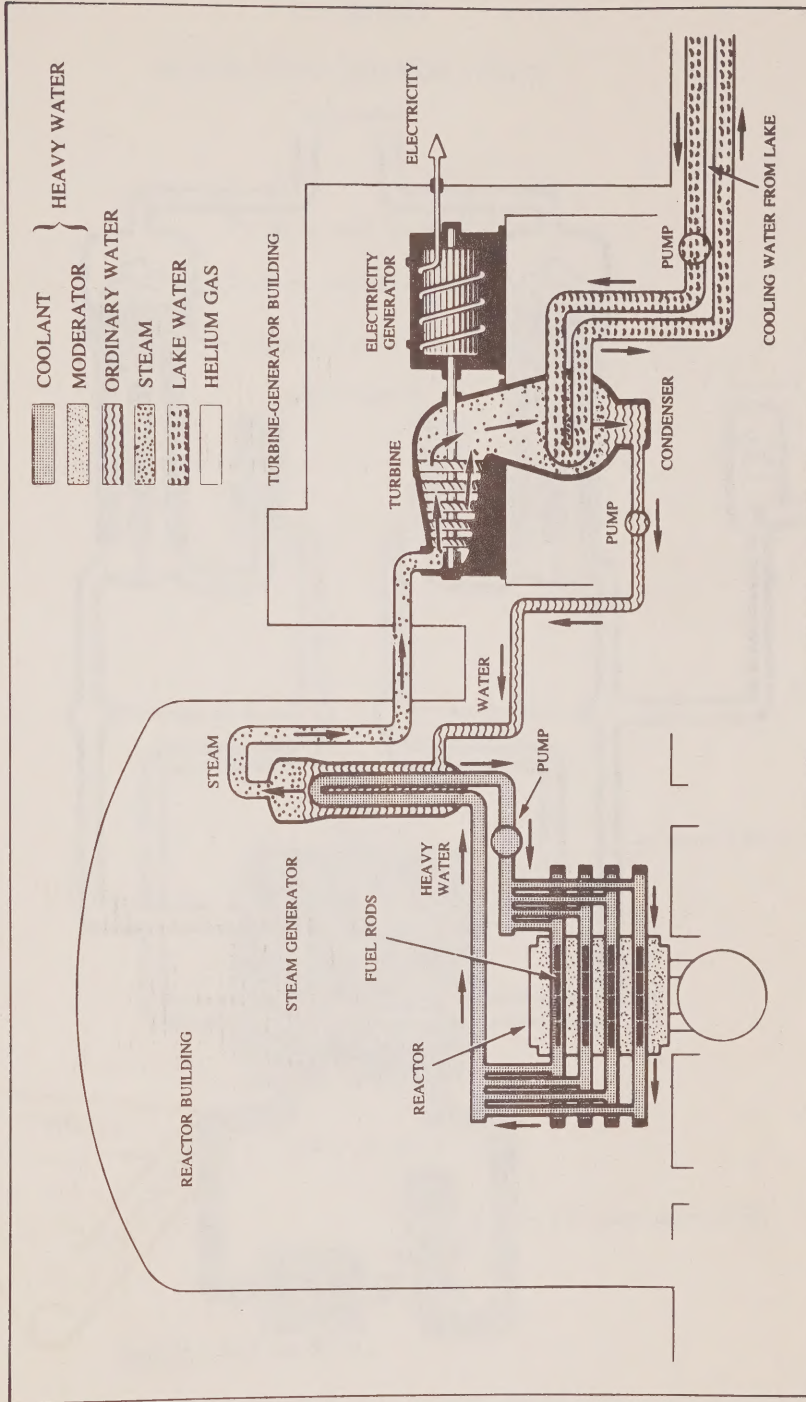 COOLANT
MODERATOR
HEAVY WATER
ORDINARY WATER
STEAM
LAKE WATER
HELIUM GAS
TURBINE-GENERATOR BUILDING
REACTOR BUILDING
STEAM
STEAM GENERATOR
TURBINE
ELECTRICITY
GENERATOR
ELECTRICITY
WATER
HEAVY
WATER
PUMP
FUEL RODS
REACTOR
PUMP
CONDENSER
PUMP
COOLING WATER FROM LAKE